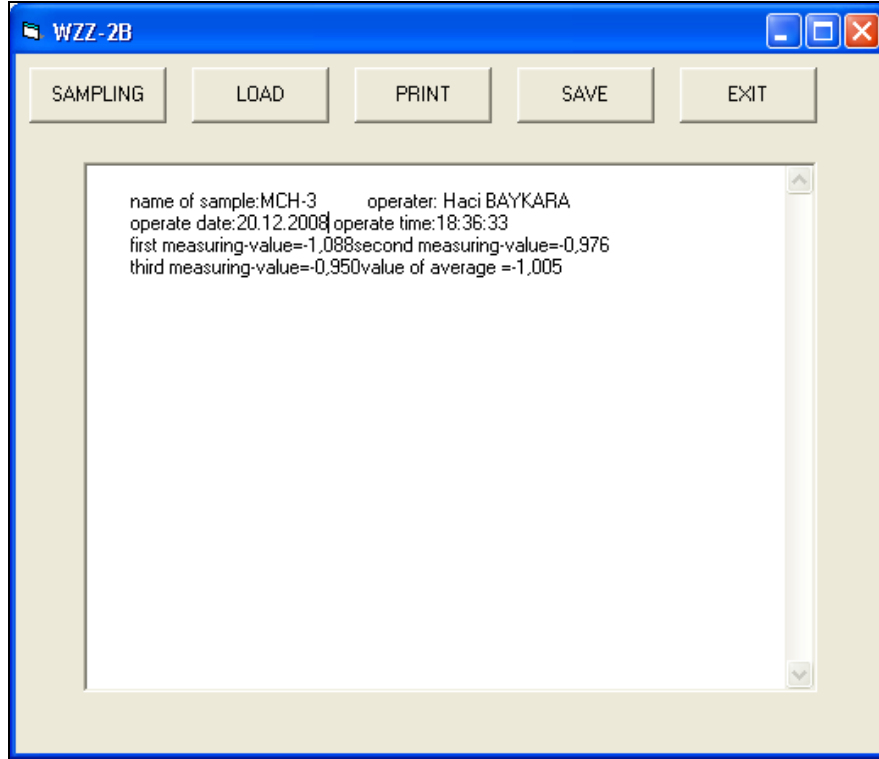 WZZ-2B
SAMPLING LOAD PRINT SAVE EXIT
name of sample:MCH-3 operater: Haci BAYKARA
operate date:20.12.2008 operate time:18:36:33
first measuring-value=-1,088second measuring-value=-0,976
third measuring-value=-0,950value of average =-1,005